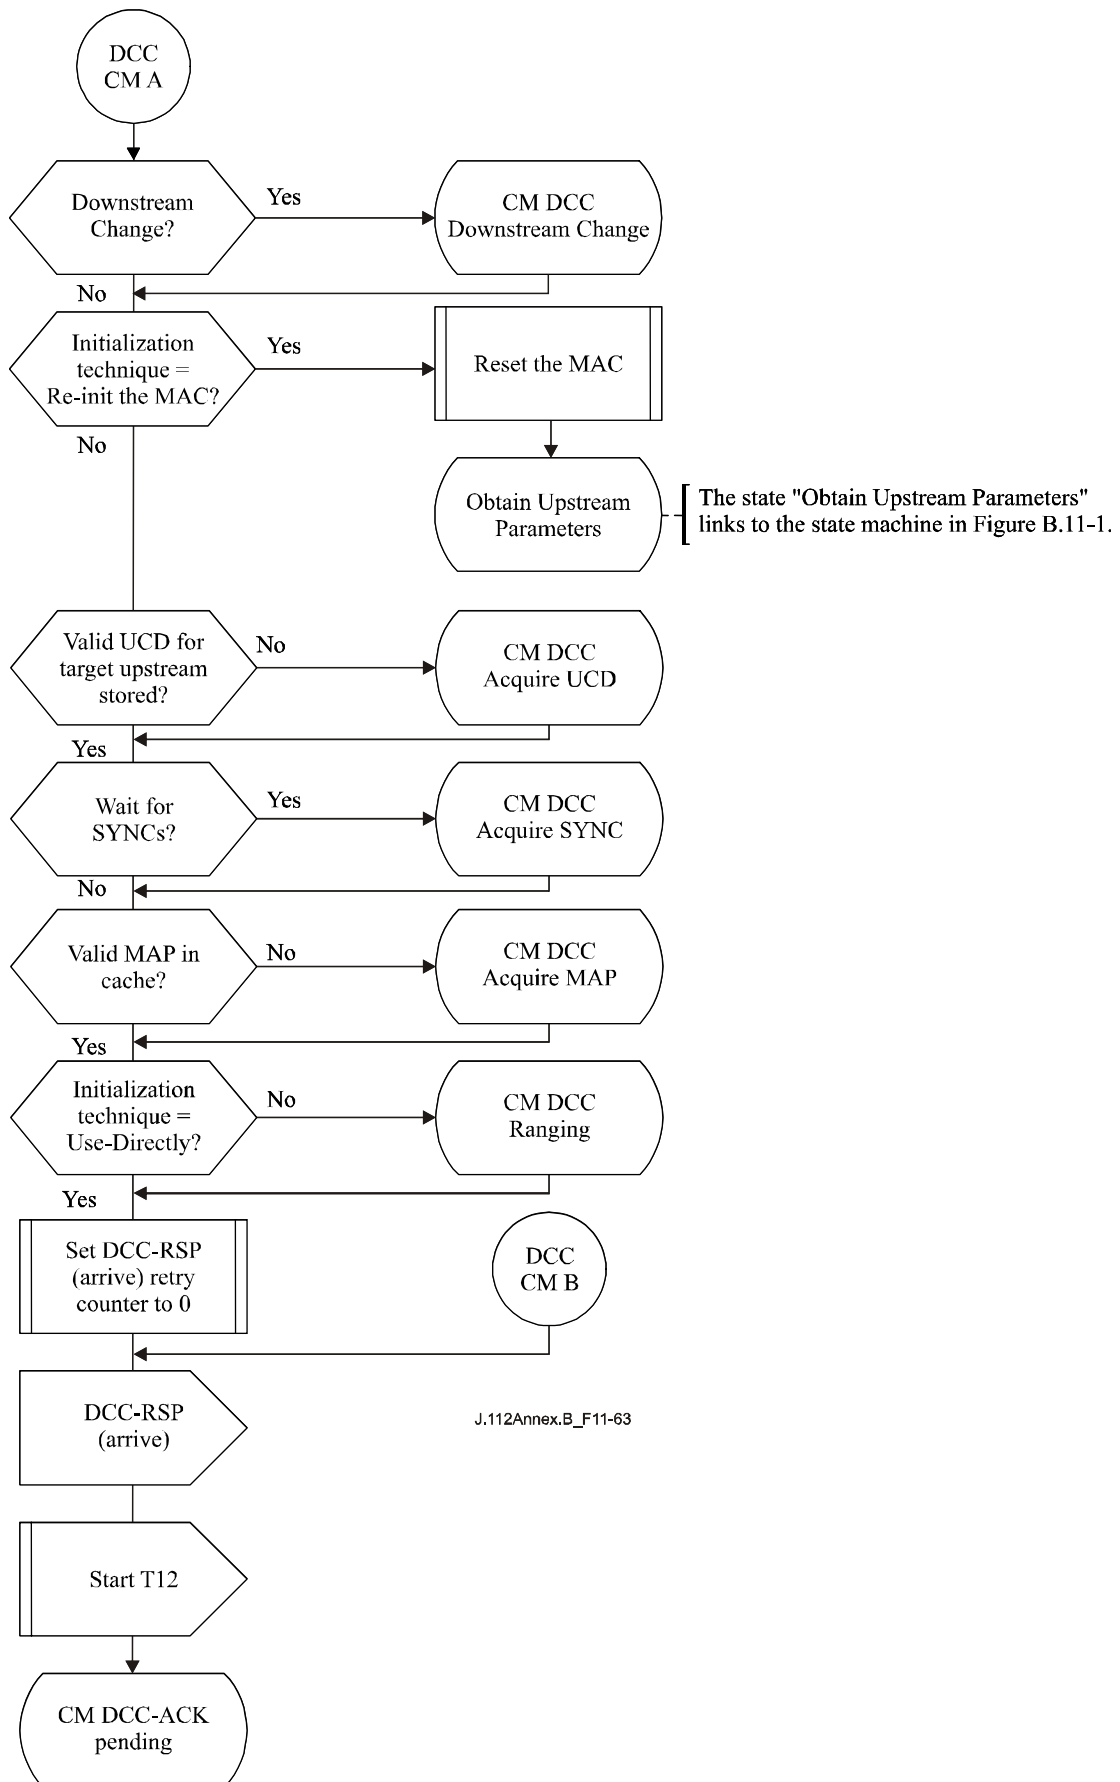 DCC
CM A
Downstream
Change?
Yes
CM DCC
Downstream Change
No
Initialization
technique =
Re-init the MAC?
Yes
Reset the MAC
No
Obtain Upstream
Parameters
The state "Obtain Upstream Parameters"
links to the state machine in Figure B.11-1.
Valid UCD for
target upstream
stored?
No
CM DCC
Acquire UCD
Yes
Wait for
SYNCs?
Yes
CM DCC
Acquire SYNC
No
Valid MAP in
cache?
No
CM DCC
Acquire MAP
Yes
Initialization
technique =
Use-Directly?
No
CM DCC
Ranging
Yes
Set DCC-RSP
(arrive) retry
counter to 0
DCC
CM B
DCC-RSP
(arrive)
J.112Annex.B_F11-63
Start T12
CM DCC-ACK
pending